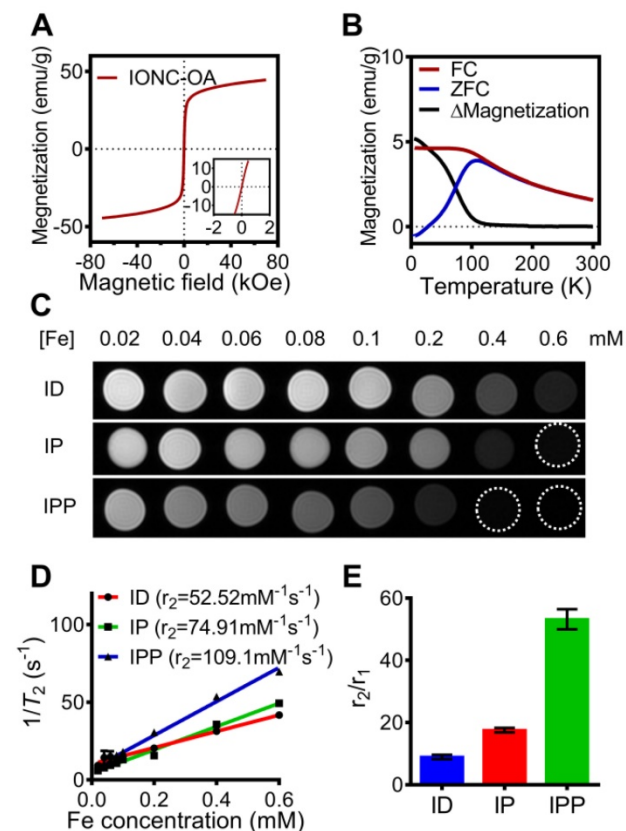 A
Megnetization (emu/g)
50
0
-50
IONC-OA
10
0
-10
-2 0 2
-80 -40 0 40 80
Magnetic field (kOe)
B
Magnetization (emu/g)
10
5
0
FC
ZFC
ΔMagnetization
0 100 200 300
Temperature (K)
C
[Fe] 0.02 0.04 0.06 0.08 0.1 0.2 0.4 0.6 mM
ID
IP
IPP
D
1/T₂ (s⁻¹)
100
50
0
ID (r₂=52.52mM⁻¹s⁻¹)
IP (r₂=74.91mM⁻¹s⁻¹)
IPP (r₂=109.1mM⁻¹s⁻¹)
0.0 0.2 0.4 0.6
Fe concentration (mM)
E
r₂/r₁
60
40
20
0
ID IP IPP